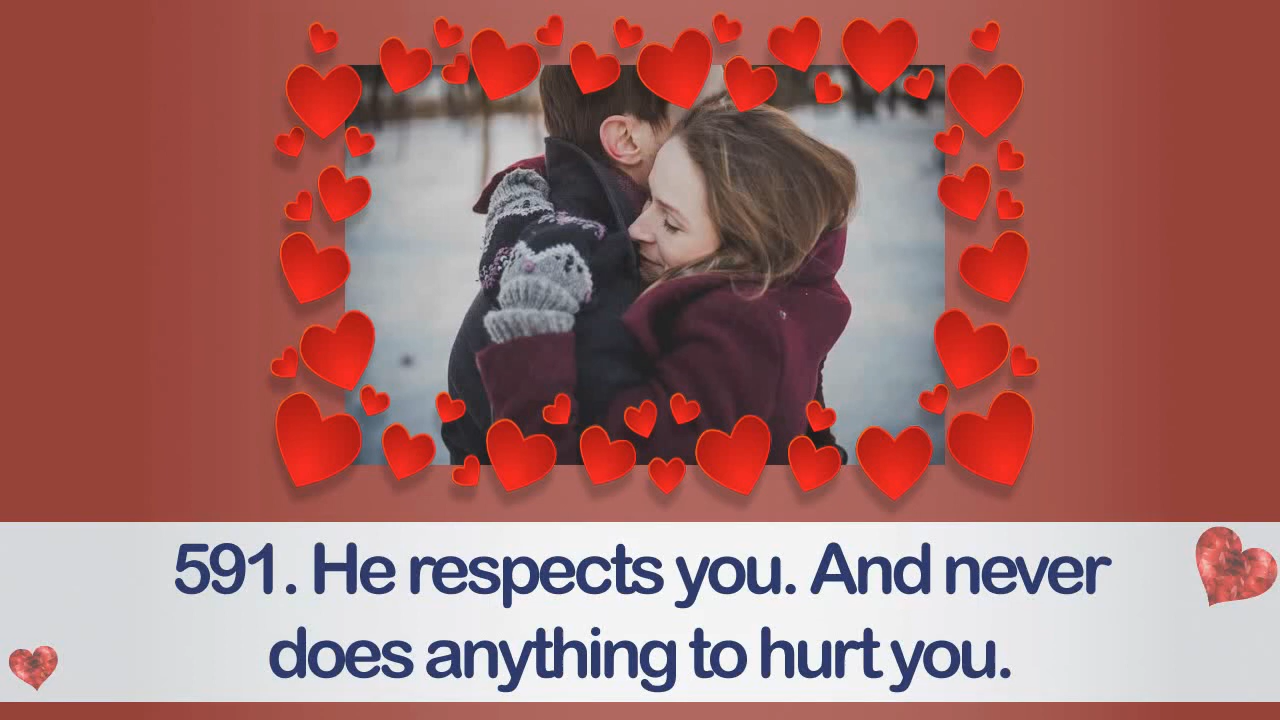 591. He respects you. And never
does anything to hurt you.